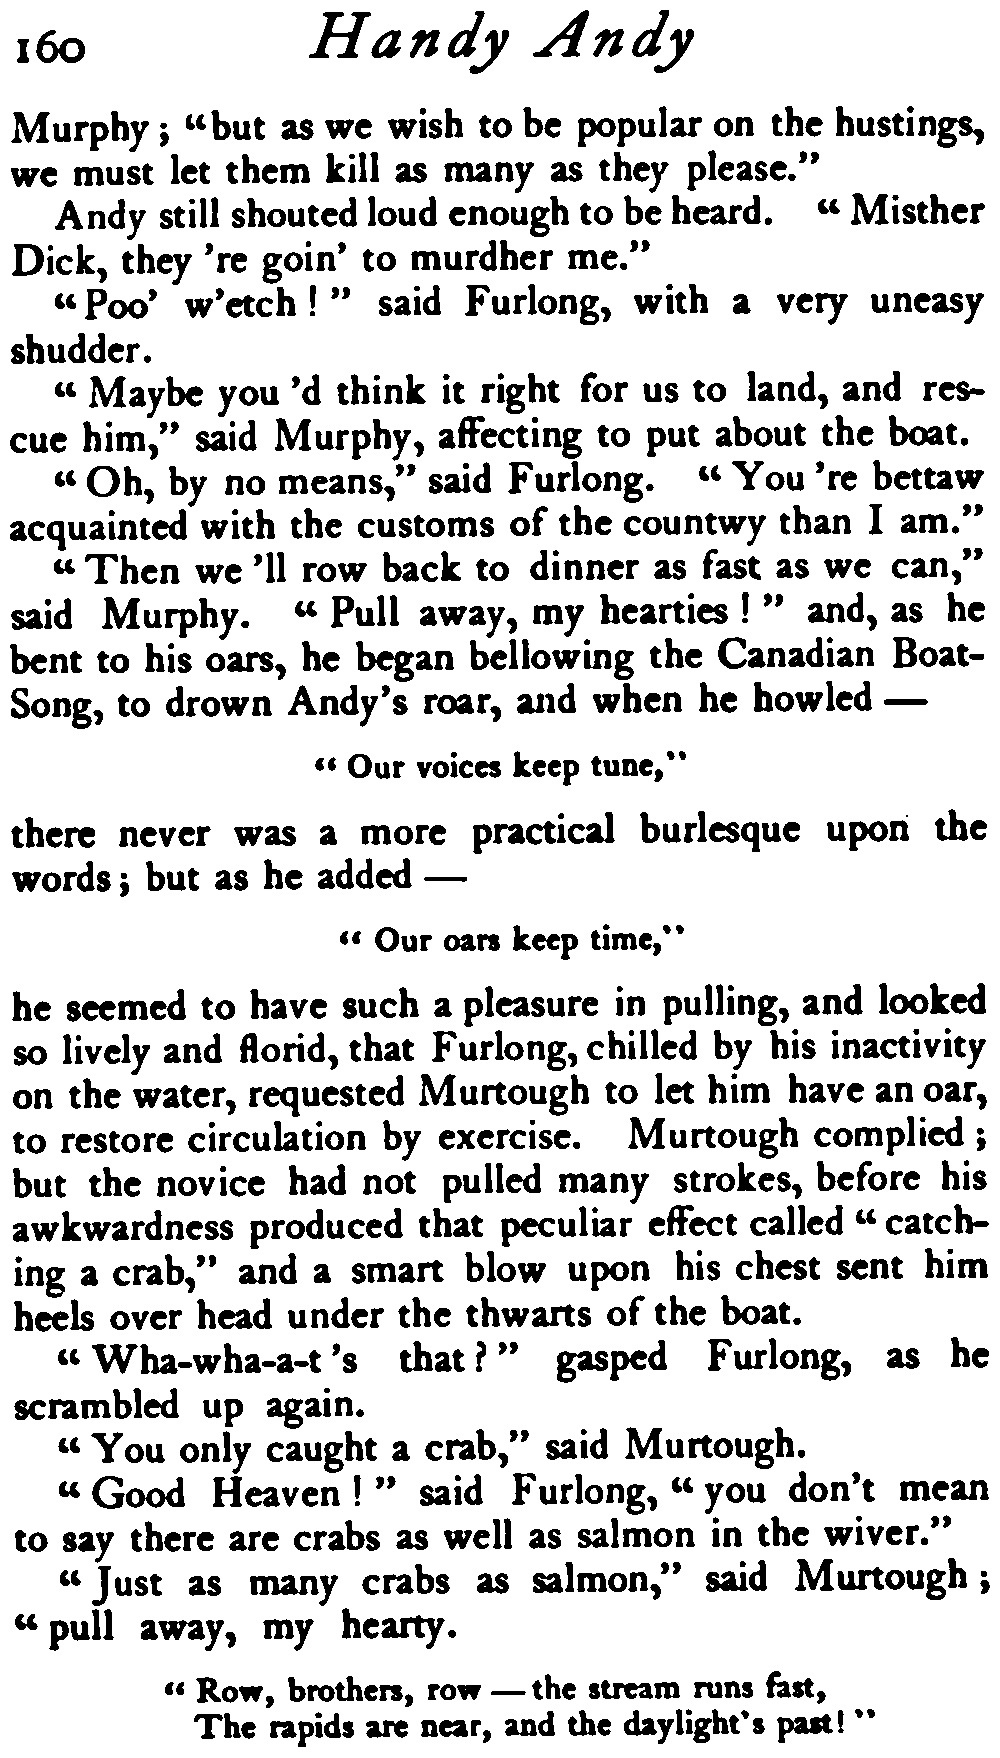 160 Handy Andy
Murphy; "but as we wish to be popular on the hustings,
we must let them kill as many as they please."
Andy still shouted loud enough to be heard. "Misther
Dick, they 're goin' to murdher me."
"Poo' w'etch!" said Furlong, with a very uneasy
shudder.
"Maybe you 'd think it right for us to land, and res-
cue him," said Murphy, affecting to put about the boat.
"Oh, by no means," said Furlong. "You 're bettaw
acquainted with the customs of the countwy than I am."
"Then we 'll row back to dinner as fast as we can,"
said Murphy. "Pull away, my hearties!" and, as he
bent to his oars, he began bellowing the Canadian Boat-
Song, to drown Andy's roar, and when he howled —
"Our voices keep tune,"
there never was a more practical burlesque upon the
words; but as he added —
"Our oars keep time,"
he seemed to have such a pleasure in pulling, and looked
so lively and florid, that Furlong, chilled by his inactivity
on the water, requested Murtough to let him have an oar,
to restore circulation by exercise. Murtough complied;
but the novice had not pulled many strokes, before his
awkwardness produced that peculiar effect called "catch-
ing a crab," and a smart blow upon his chest sent him
heels over head under the thwarts of the boat.
"Wha-wha-a-t 's that?" gasped Furlong, as he
scrambled up again.
"You only caught a crab," said Murtough.
"Good Heaven!" said Furlong, "you don't mean
to say there are crabs as well as salmon in the wiver."
"Just as many crabs as salmon," said Murtough;
"pull away, my hearty.
"Row, brothers, row — the stream runs fast,
The rapids are near, and the daylight's past!"